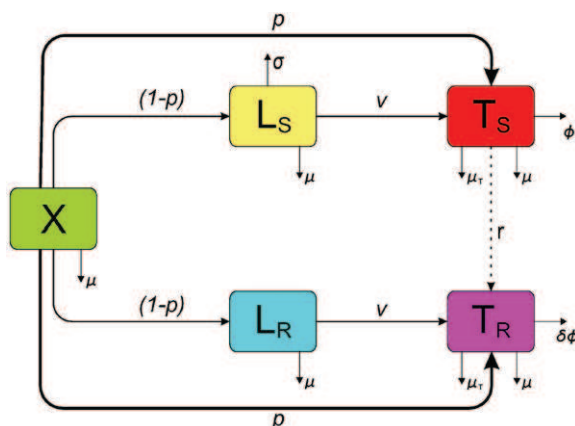 p
σ
(1-p)
L_S
v
T_S
ϕ
μ
μ_T
μ
X
r
μ
(1-p)
L_R
v
T_R
δϕ
μ
μ_T
μ
p